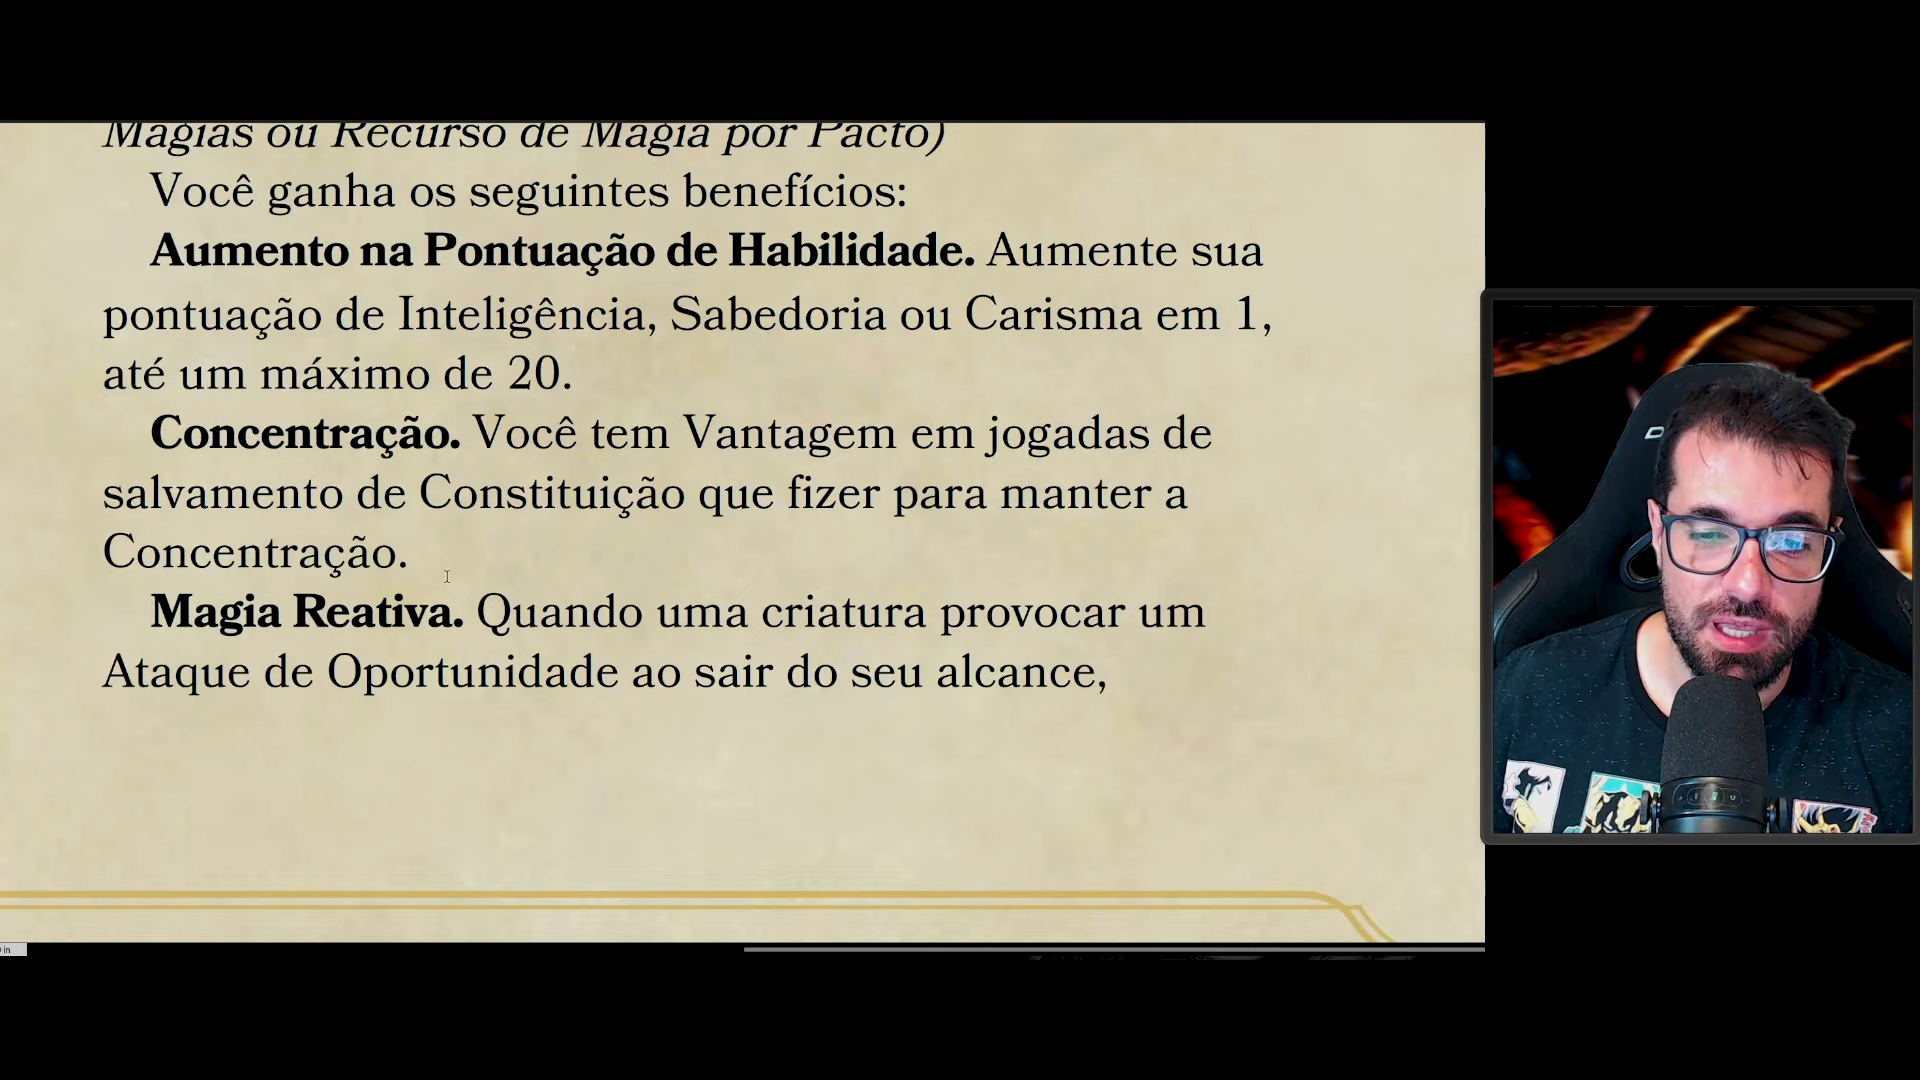 Magias ou Recurso de Magia por Pacto)
Você ganha os seguintes benefícios:
Aumento na Pontuação de Habilidade. Aumente sua
pontuação de Inteligência, Sabedoria ou Carisma em 1,
até um máximo de 20.
Concentração. Você tem Vantagem em jogadas de
salvamento de Constituição que fizer para manter a
Concentração.
Magia Reativa. Quando uma criatura provocar um
Ataque de Oportunidade ao sair do seu alcance,
in